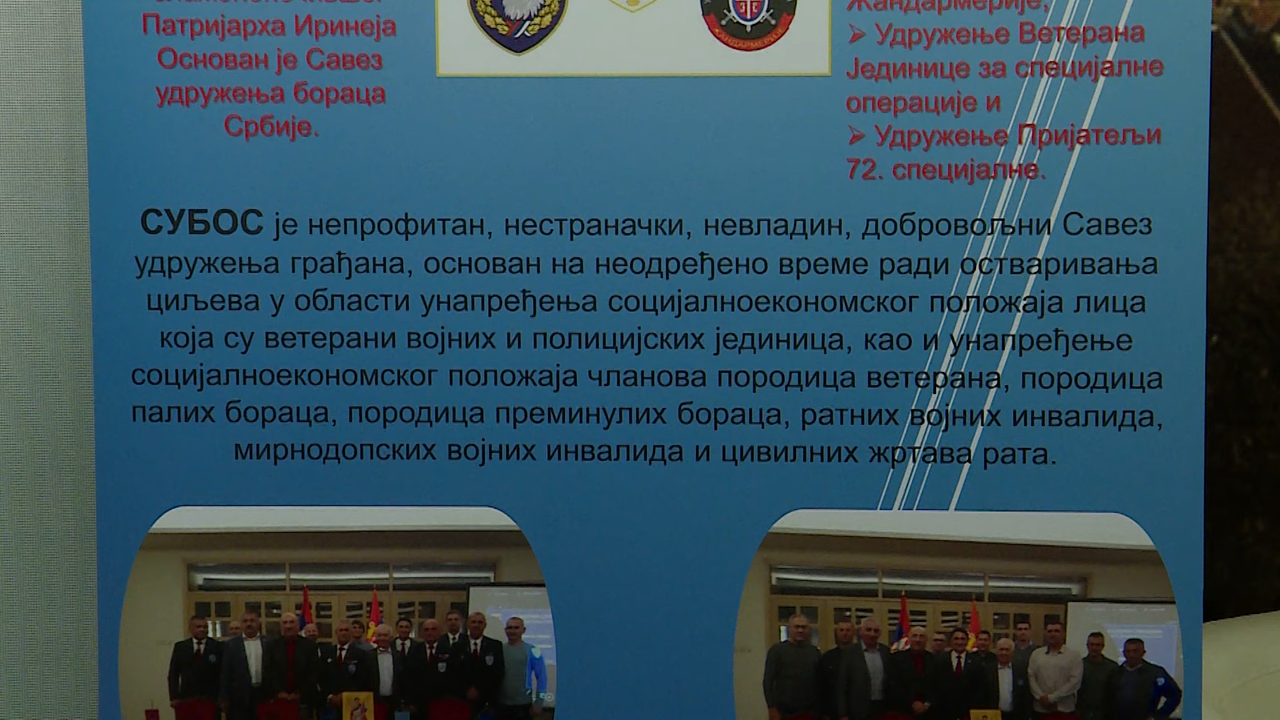 Патријарха Иринеја
Основан је Савез
удружења бораца
Србије.
ЖАНДАРМЕРИЈА
Жандармерије,
➢ Удружење Ветерана
Јединице за специјалне
операције и
➢ Удружење Пријатељи
72. специјалне.
СУБОС је непрофитан, нестраначки, невладин, добровољни Савез
удружења грађана, основан на неодређено време ради остваривања
циљева у области унапређења социјалноекономског положаја лица
која су ветерани војних и полицијских јединица, као и унапређење
социјалноекономског положаја чланова породица ветерана, породица
палих бораца, породица преминулих бораца, ратних војних инвалида,
мирнодопских војних инвалида и цивилних жртава рата.